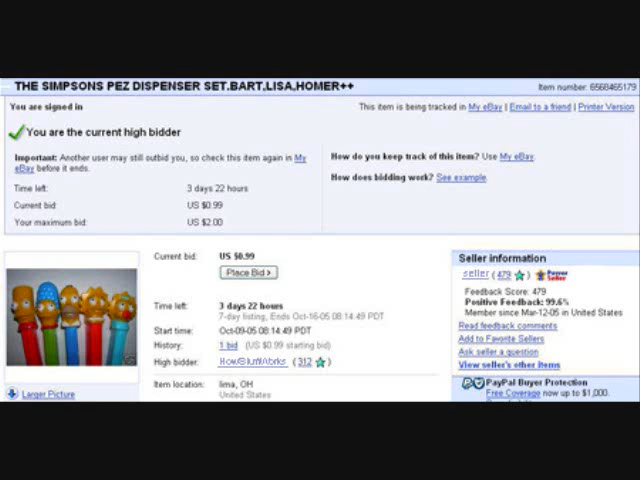 THE SIMPSONS PEZ DISPENSER SET.BART,LISA,HOMER++
Item number: 6568465179
You are signed in
This item is being tracked in My eBay | Email to a friend | Printer Version
You are the current high bidder
Important: Another user may still outbid you, so check this item again in My
eBay before it ends.
How do you keep track of this item? Use My eBay.
How does bidding work? See example.
Time left: 3 days 22 hours
Current bid: US $0.99
Your maximum bid: US $2.00
Current bid: US $0.99
Place Bid >
Time left: 3 days 22 hours
7-day listing, Ends Oct-16-05 08:14:49 PDT
Start time: Oct-09-05 08:14:49 PDT
History: 1 bid (US $0.99 starting bid)
High bidder: HowStuffWorks ( 312 )
Item location: lima, OH
United States
Larger Picture
Seller information
seller ( 479 ) Power Seller
Feedback Score: 479
Positive Feedback: 99.6%
Member since Mar-12-05 in United States
Read feedback comments
Add to Favorite Sellers
Ask seller a question
View seller's other items
PayPal Buyer Protection
Free Coverage now up to $1,000.